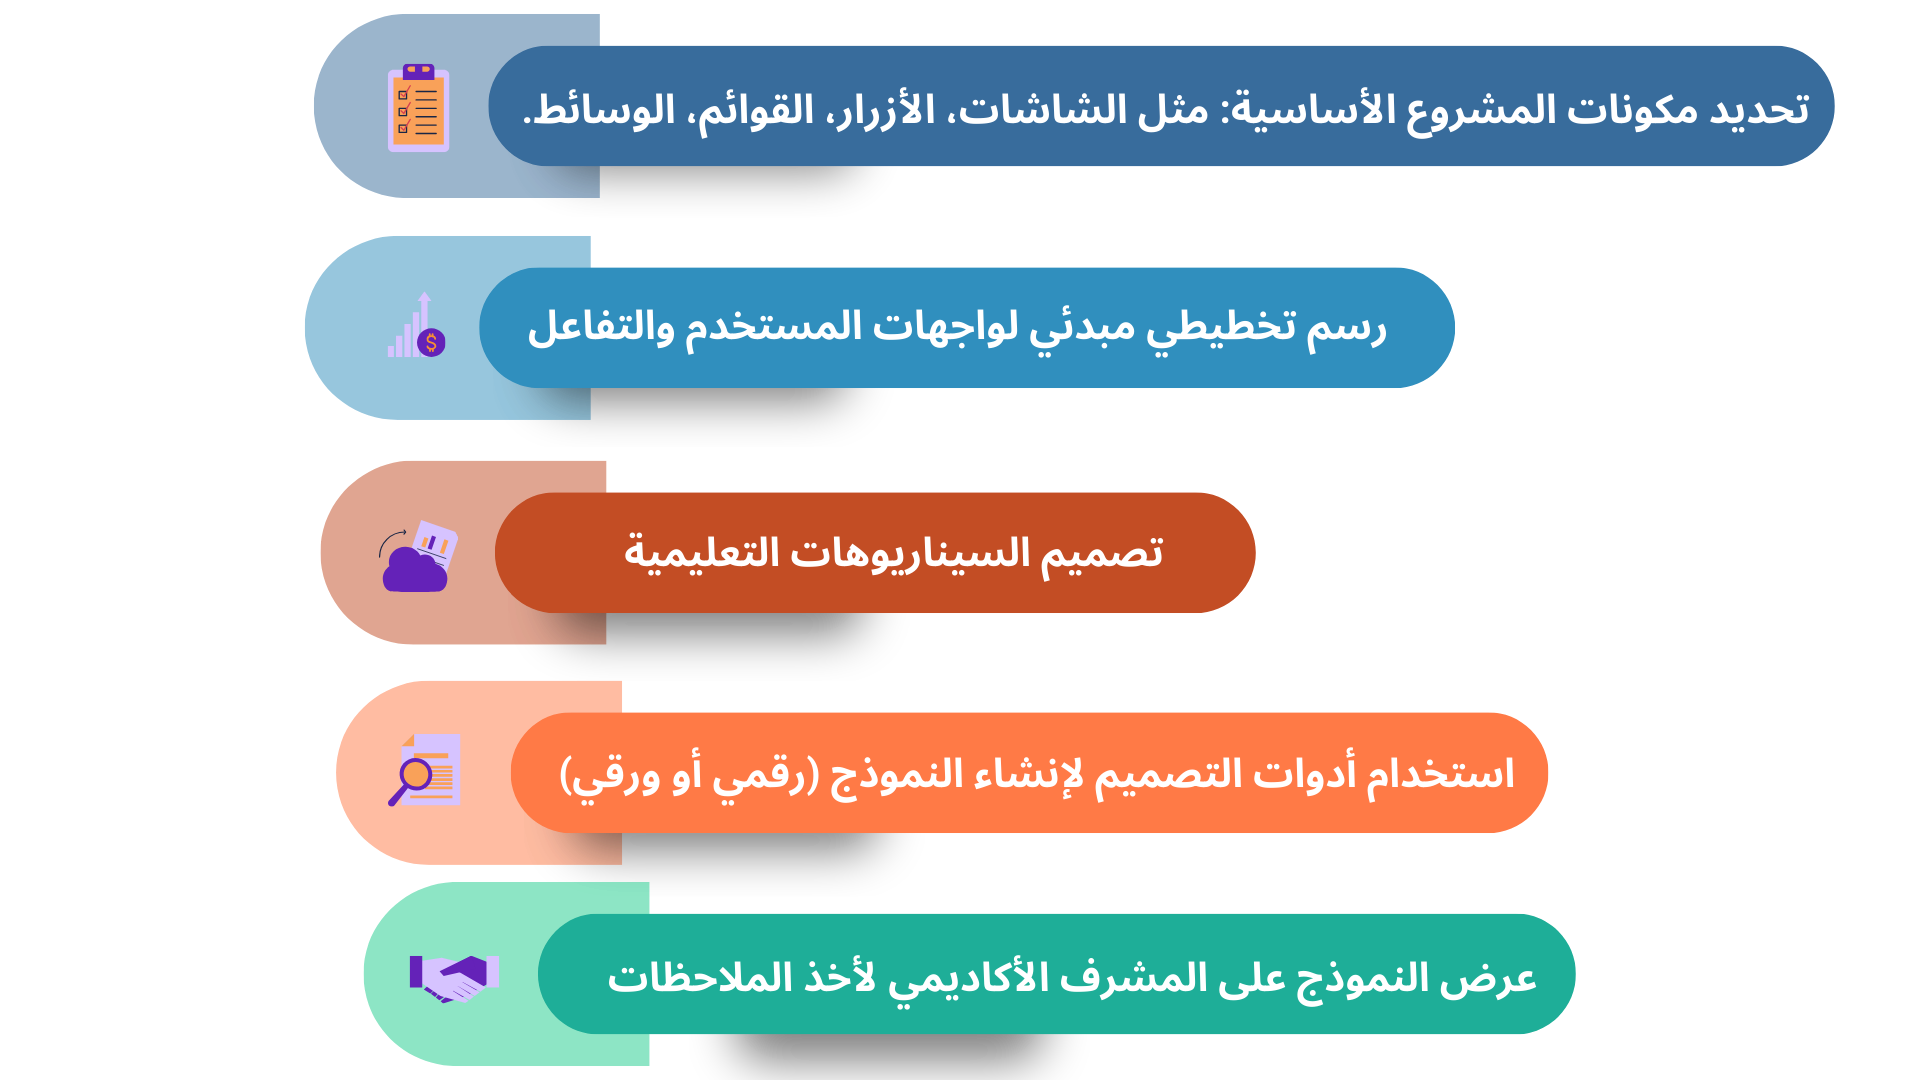 تحديد مكونات المشروع الأساسية: مثل الشاشات، الأزرار، القوائم، الوسائط.
رسم تخطيطي مبدئي لواجهات المستخدم والتفاعل
تصميم السيناريوهات التعليمية
استخدام أدوات التصميم لإنشاء النموذج (رقمي أو ورقي)
عرض النموذج على المشرف الأكاديمي لأخذ الملاحظات